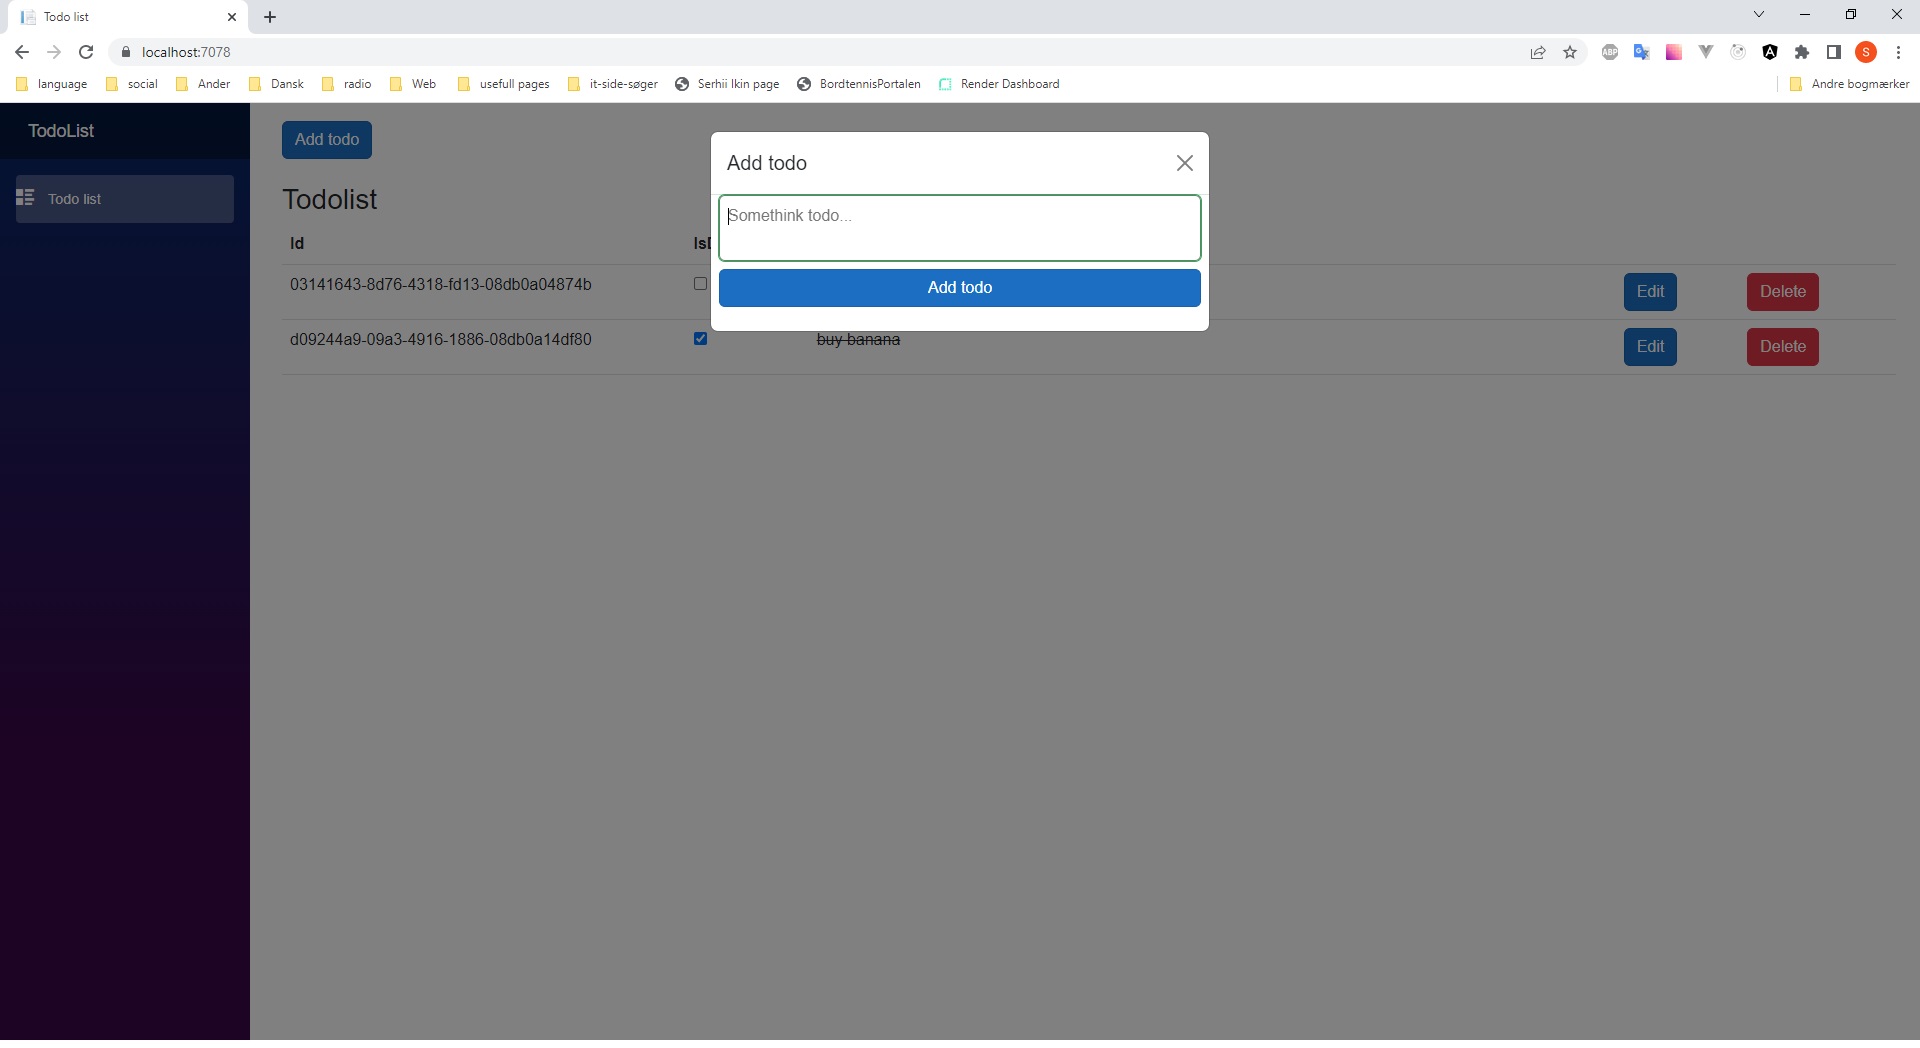 Todo list
localhost:7078
ABP
S
language
social
Ander
Dansk
radio
Web
usefull pages
it-side-søger
Serhii Ikin page
BordtennisPortalen
Render Dashboard
Andre bogmærker
TodoList
Todo list
Add todo
Todolist
Id
03141643-8d76-4318-fd13-08db0a04874b
Edit
Delete
d09244a9-09a3-4916-1886-08db0a14df80
buy banana
Edit
Delete
Add todo
Somethink todo...
Add todo